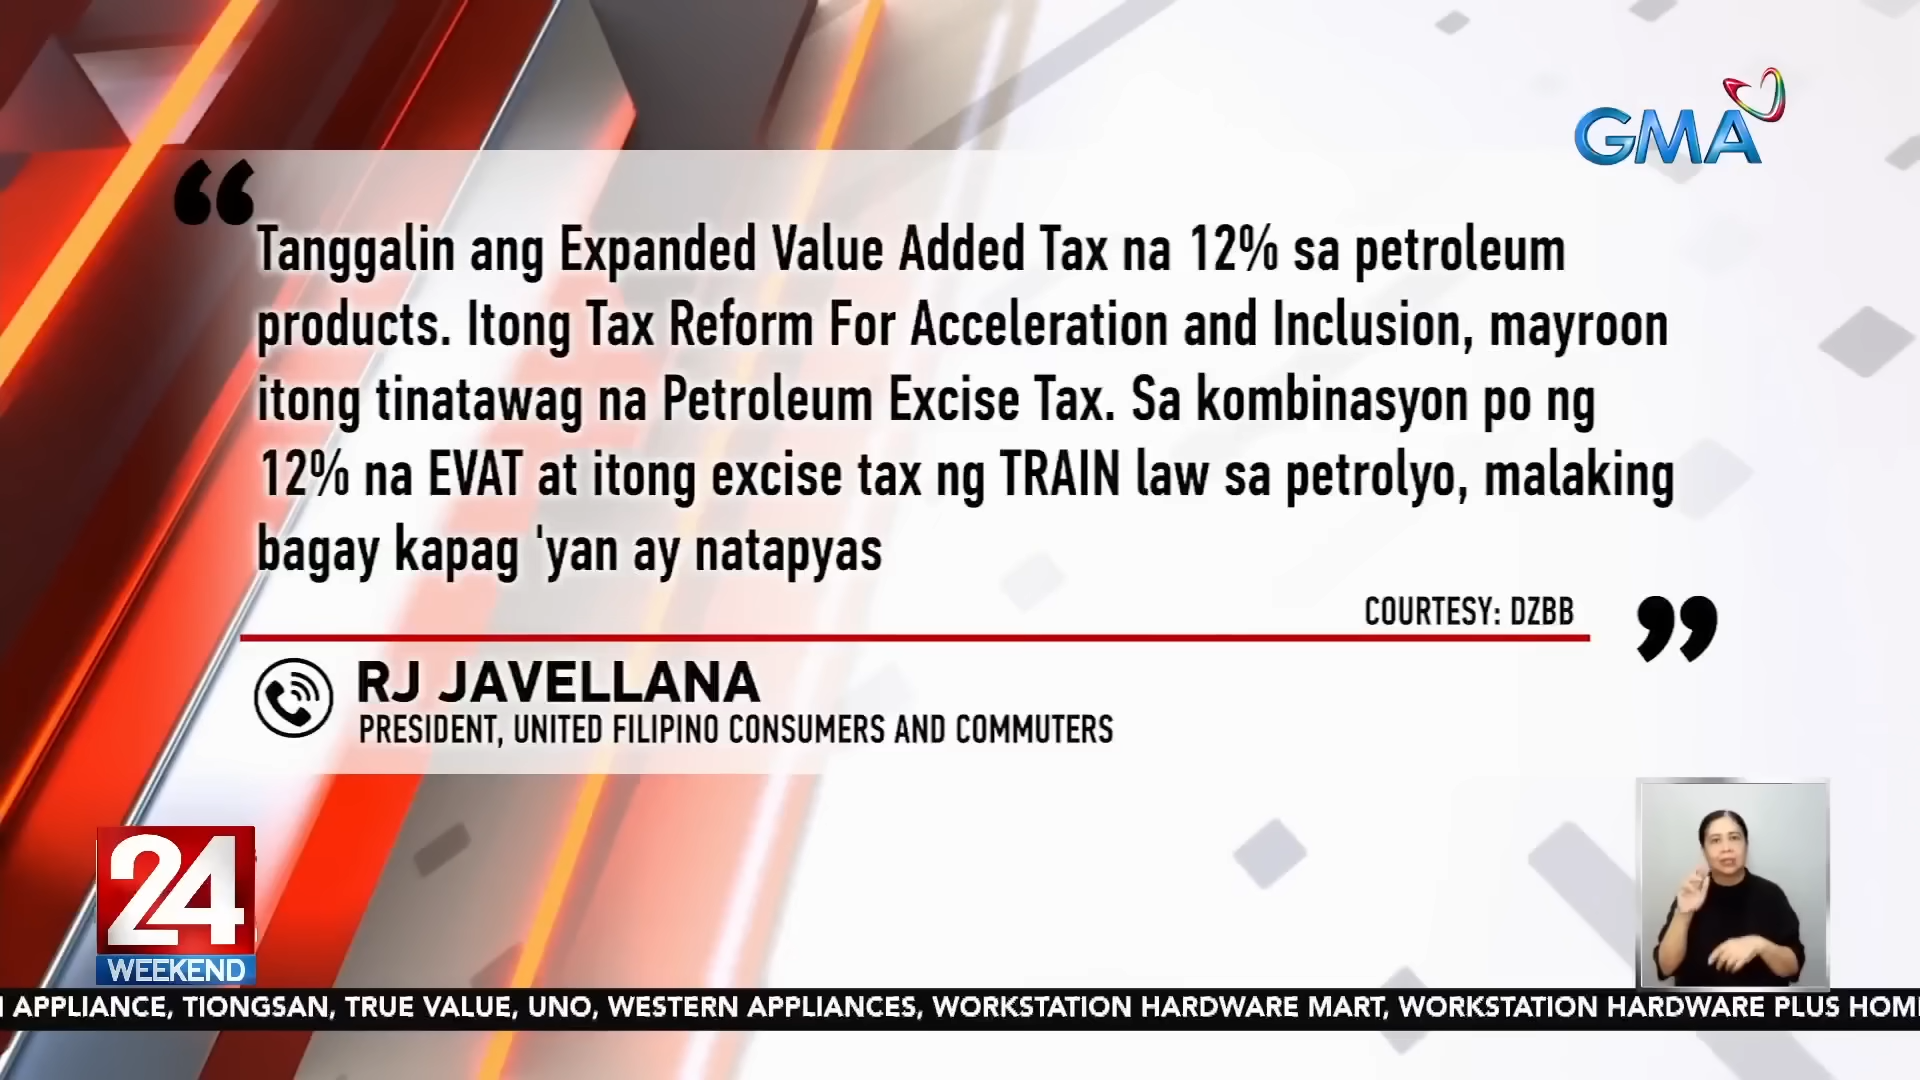 GMA
“
Tanggalin ang Expanded Value Added Tax na 12% sa petroleum
products. Itong Tax Reform For Acceleration and Inclusion, mayroon
itong tinatawag na Petroleum Excise Tax. Sa kombinasyon po ng
12% na EVAT at itong excise tax ng TRAIN law sa petrolyo, malaking
bagay kapag 'yan ay natapyas
COURTESY: DZBB
”
RJ JAVELLANA
PRESIDENT, UNITED FILIPINO CONSUMERS AND COMMUTERS
24
WEEKEND
APPLIANCE, TIONGSAN, TRUE VALUE, UNO, WESTERN APPLIANCES, WORKSTATION HARDWARE MART, WORKSTATION HARDWARE PLUS